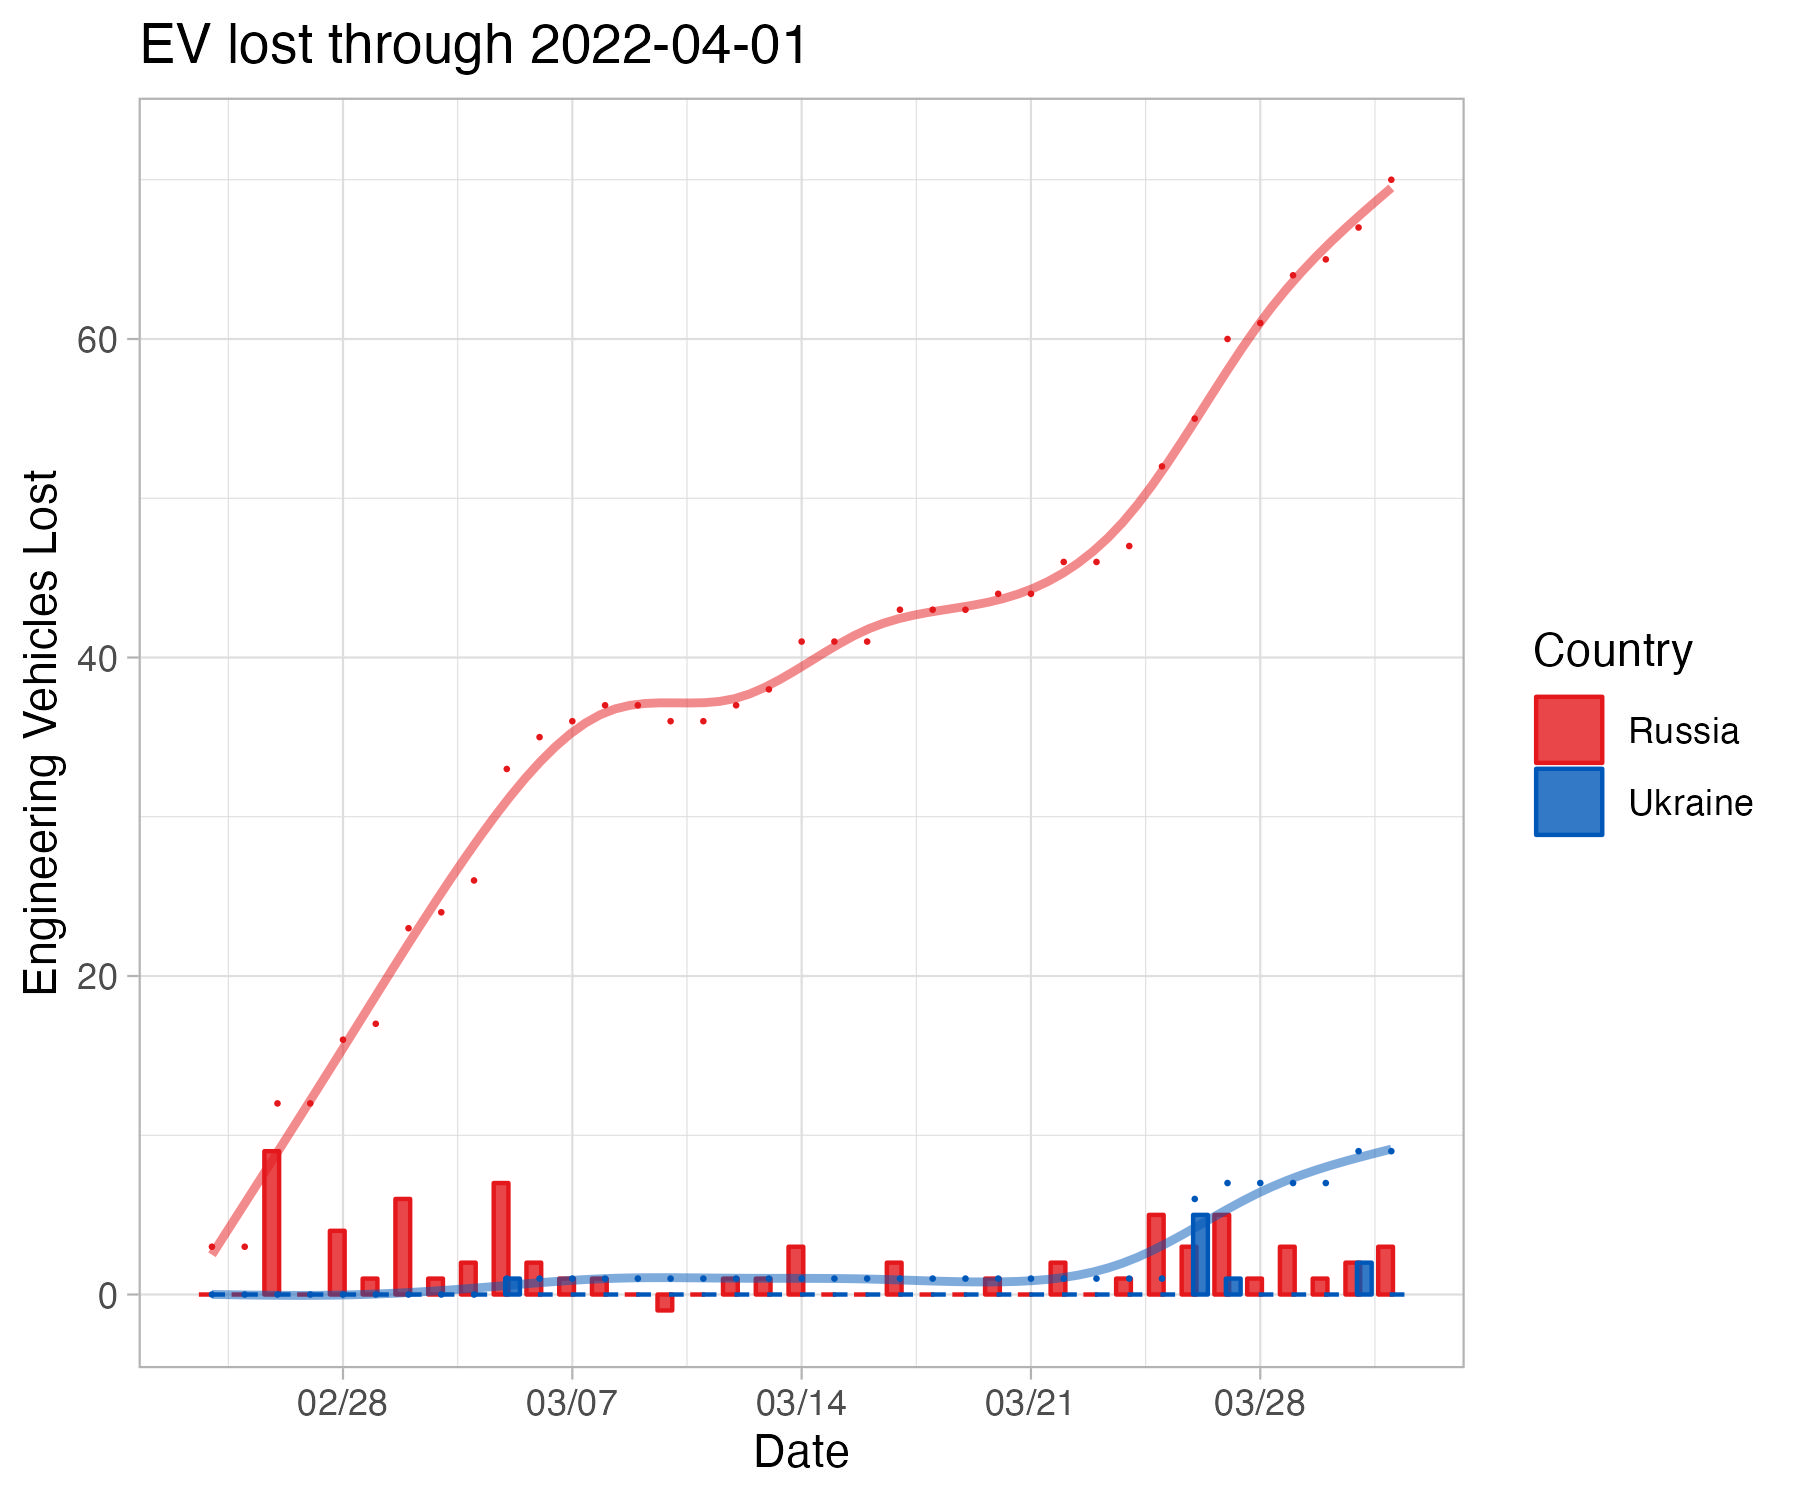 EV lost through 2022-04-01
Engineering Vehicles Lost
60
40
20
0
02/28
03/07
03/14
03/21
03/28
Date
Country
Russia
Ukraine